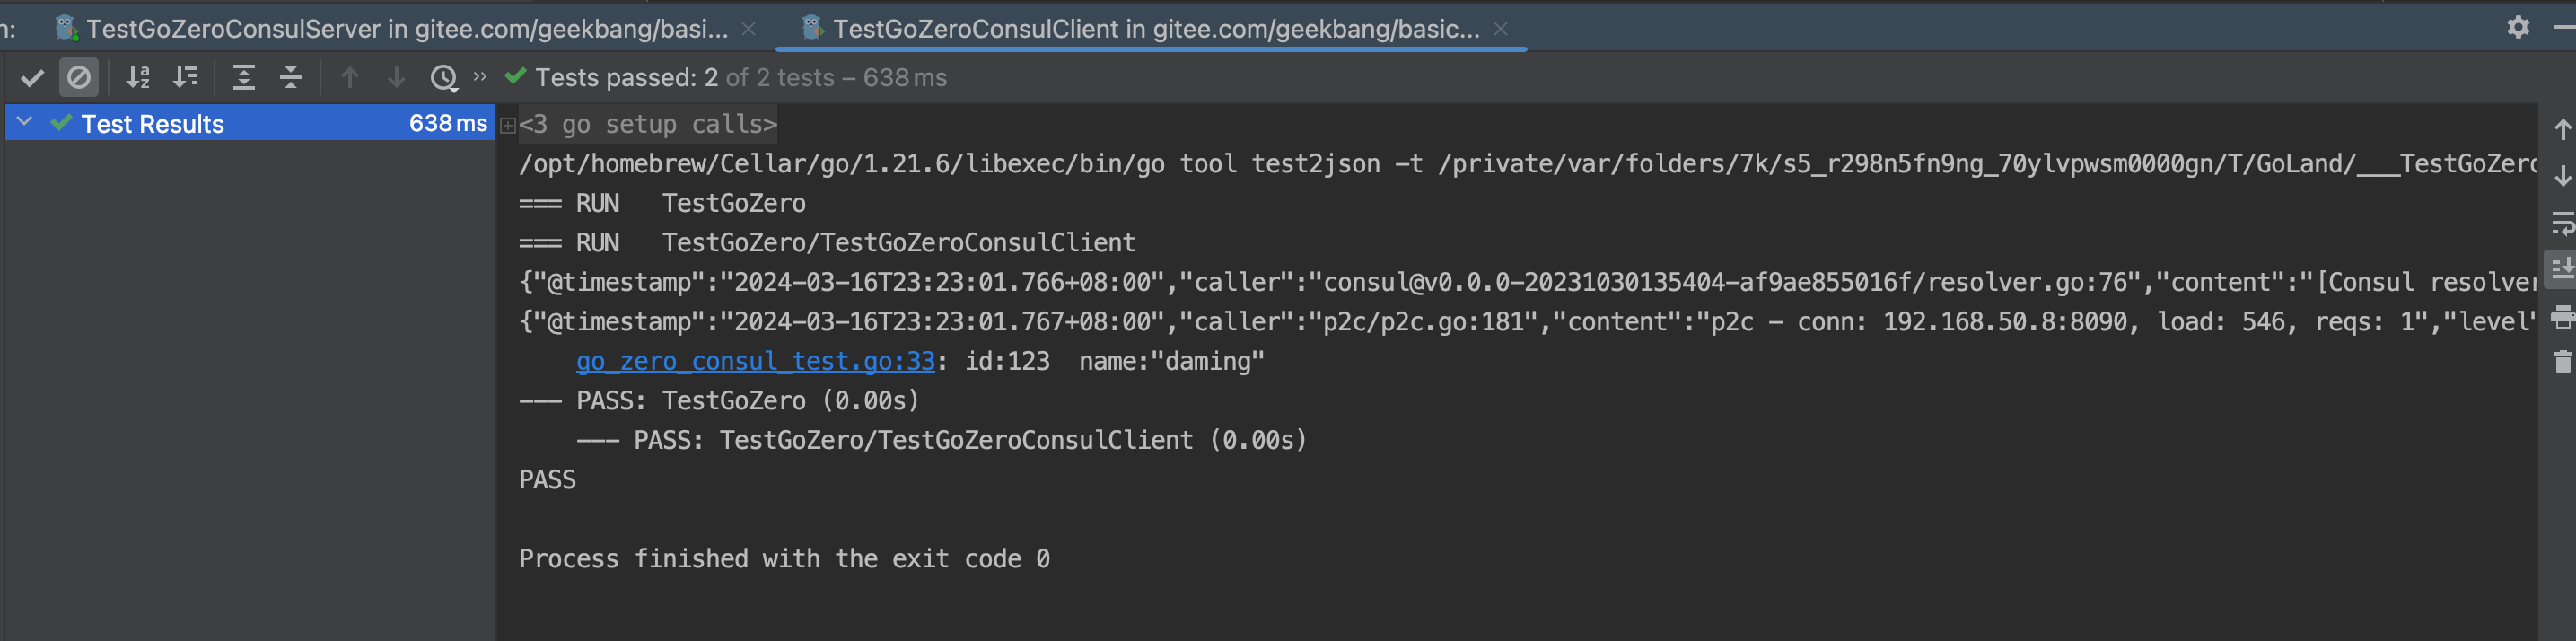 n: TestGoZeroConsulServer in gitee.com/geekbang/basi... TestGoZeroConsulClient in gitee.com/geekbang/basic...
Tests passed: 2 of 2 tests – 638 ms
Test Results 638 ms
<3 go setup calls>
/opt/homebrew/Cellar/go/1.21.6/libexec/bin/go tool test2json -t /private/var/folders/7k/s5_r298n5fn9ng_70ylvpwsm0000gn/T/GoLand/___TestGoZero
=== RUN   TestGoZero
=== RUN   TestGoZero/TestGoZeroConsulClient
{"@timestamp":"2024-03-16T23:23:01.766+08:00","caller":"consul@v0.0.0-20231030135404-af9ae855016f/resolver.go:76","content":"[Consul resolver
{"@timestamp":"2024-03-16T23:23:01.767+08:00","caller":"p2c/p2c.go:181","content":"p2c - conn: 192.168.50.8:8090, load: 546, reqs: 1","level"
go_zero_consul_test.go:33: id:123  name:"daming"
--- PASS: TestGoZero (0.00s)
--- PASS: TestGoZero/TestGoZeroConsulClient (0.00s)
PASS
Process finished with the exit code 0